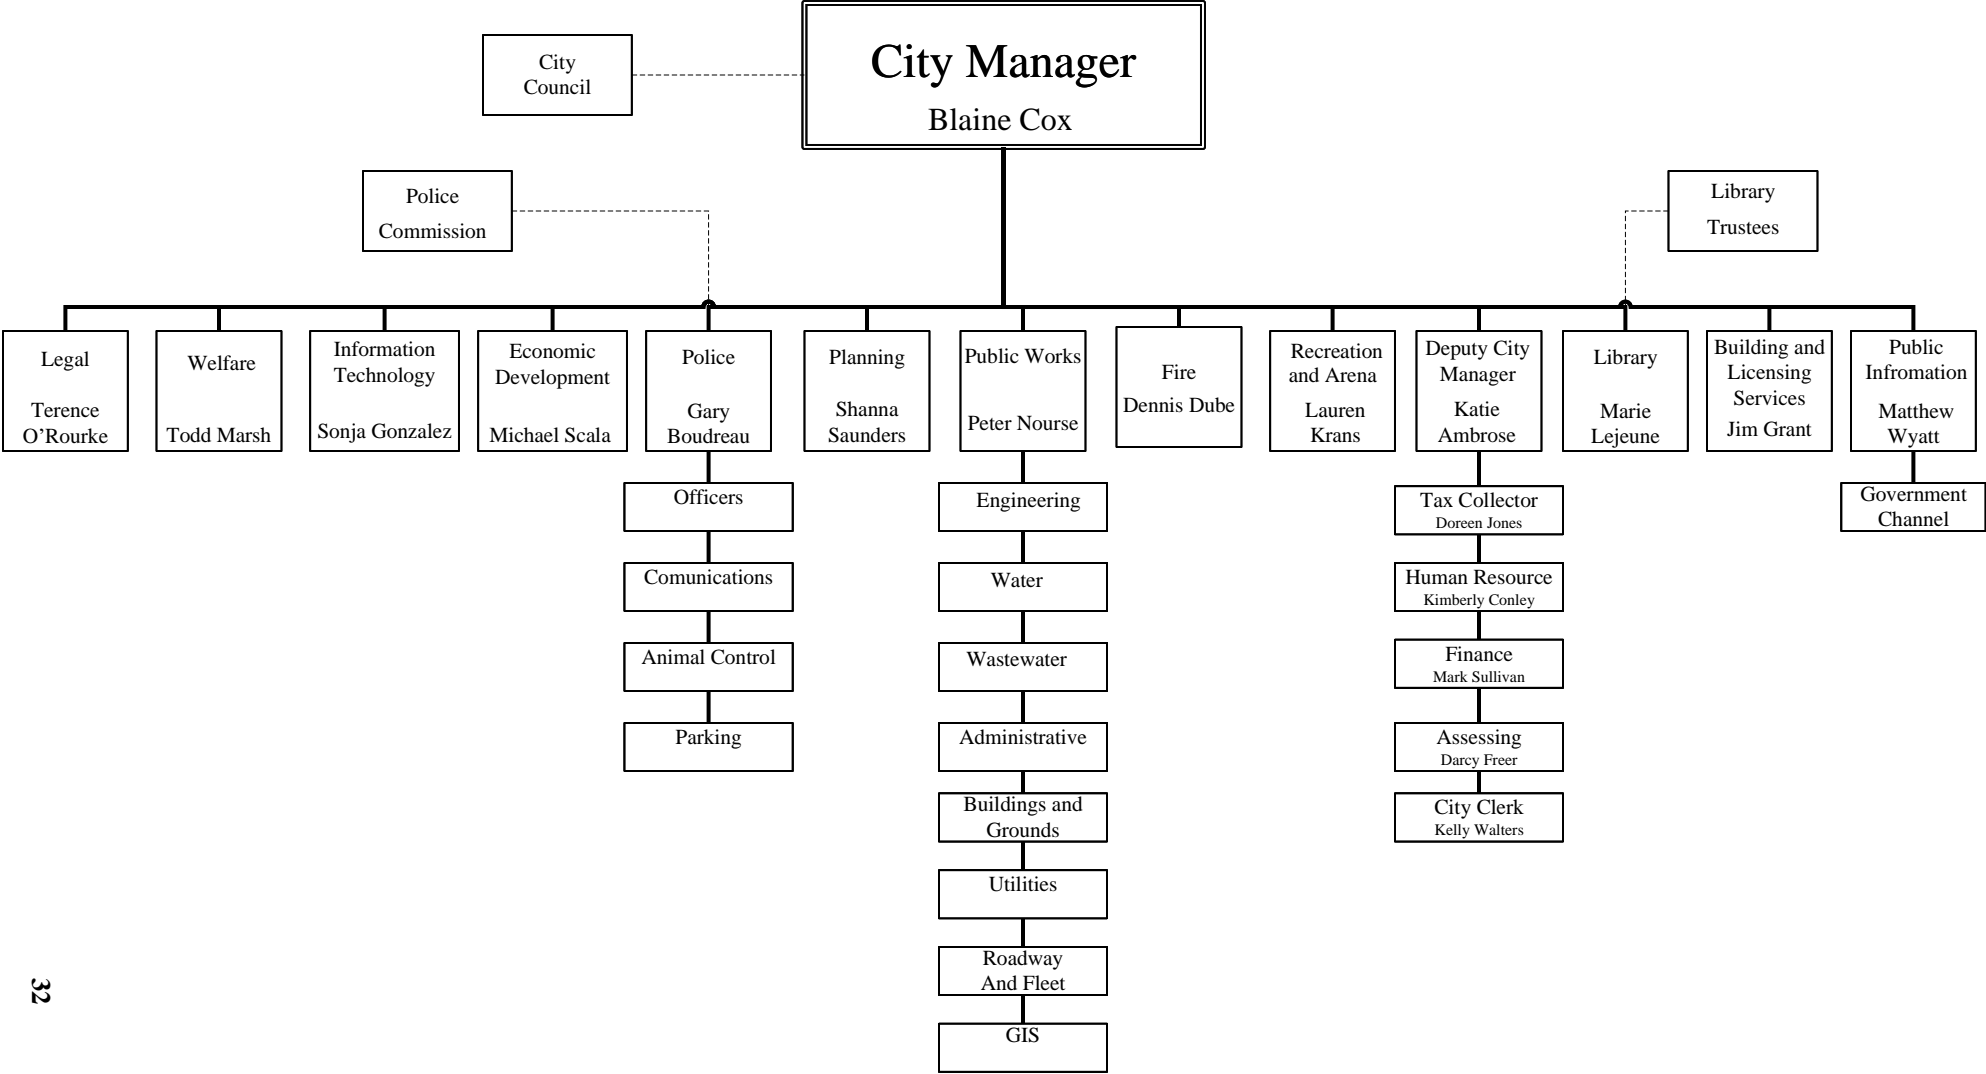 City Manager
Blaine Cox
City
Council
Police
Commission
Library
Trustees
Legal
Terence
O’Rourke
Welfare
Todd Marsh
Information
Technology
Sonja Gonzalez
Economic
Development
Michael Scala
Police
Gary
Boudreau
Planning
Shanna
Saunders
Public Works
Peter Nourse
Fire
Dennis Dube
Recreation
and Arena
Lauren
Krans
Deputy City
Manager
Katie
Ambrose
Library
Marie
Lejeune
Building and
Licensing
Services
Jim Grant
Public
Infromation
Matthew
Wyatt
Officers
Comunications
Animal Control
Parking
Engineering
Water
Wastewater
Administrative
Buildings and
Grounds
Utilities
Roadway
And Fleet
GIS
Tax Collector
Doreen Jones
Human Resource
Kimberly Conley
Finance
Mark Sullivan
Assessing
Darcy Freer
City Clerk
Kelly Walters
Government
Channel
32